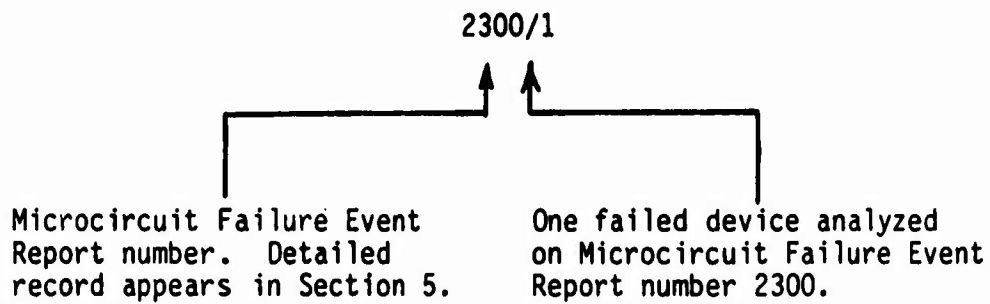 2300/1
Microcircuit Failure Event
Report number. Detailed
record appears in Section 5.
One failed device analyzed
on Microcircuit Failure Event
Report number 2300.